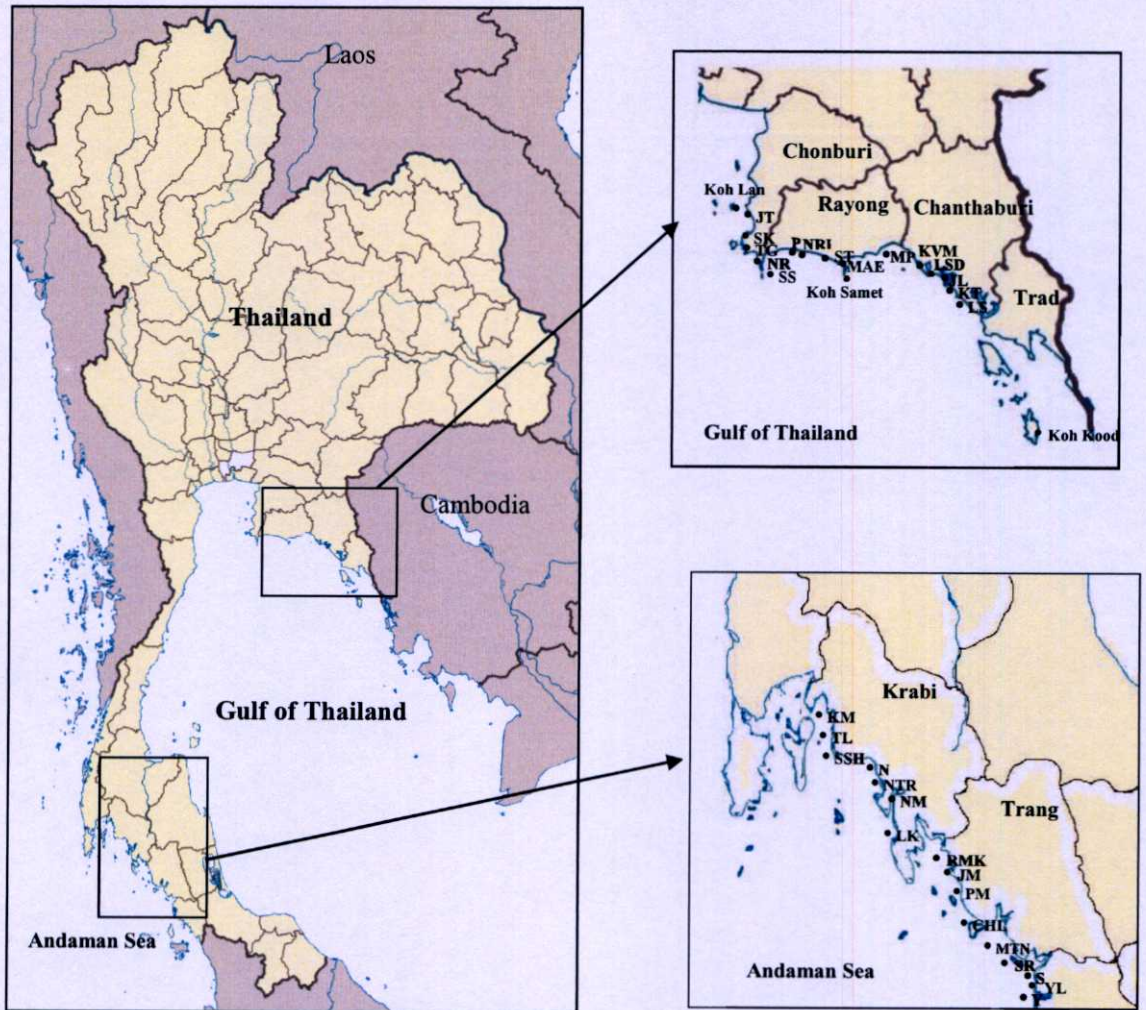 Laos
Thailand
Cambodia
Gulf of Thailand
Andaman Sea
Chonburi
Koh Lan
Rayong
Chanthaburi
JT
SK
TG
NR
SS
P
NRI
ST
MAE
Koh Samet
MP
KVM
LSD
KT
Trad
Gulf of Thailand
Koh Kood
Krabi
KM
TL
SSH
N
NTR
NM
Trang
LK
RMK
JM
PM
CHL
MTN
SR
S
YL
Andaman Sea